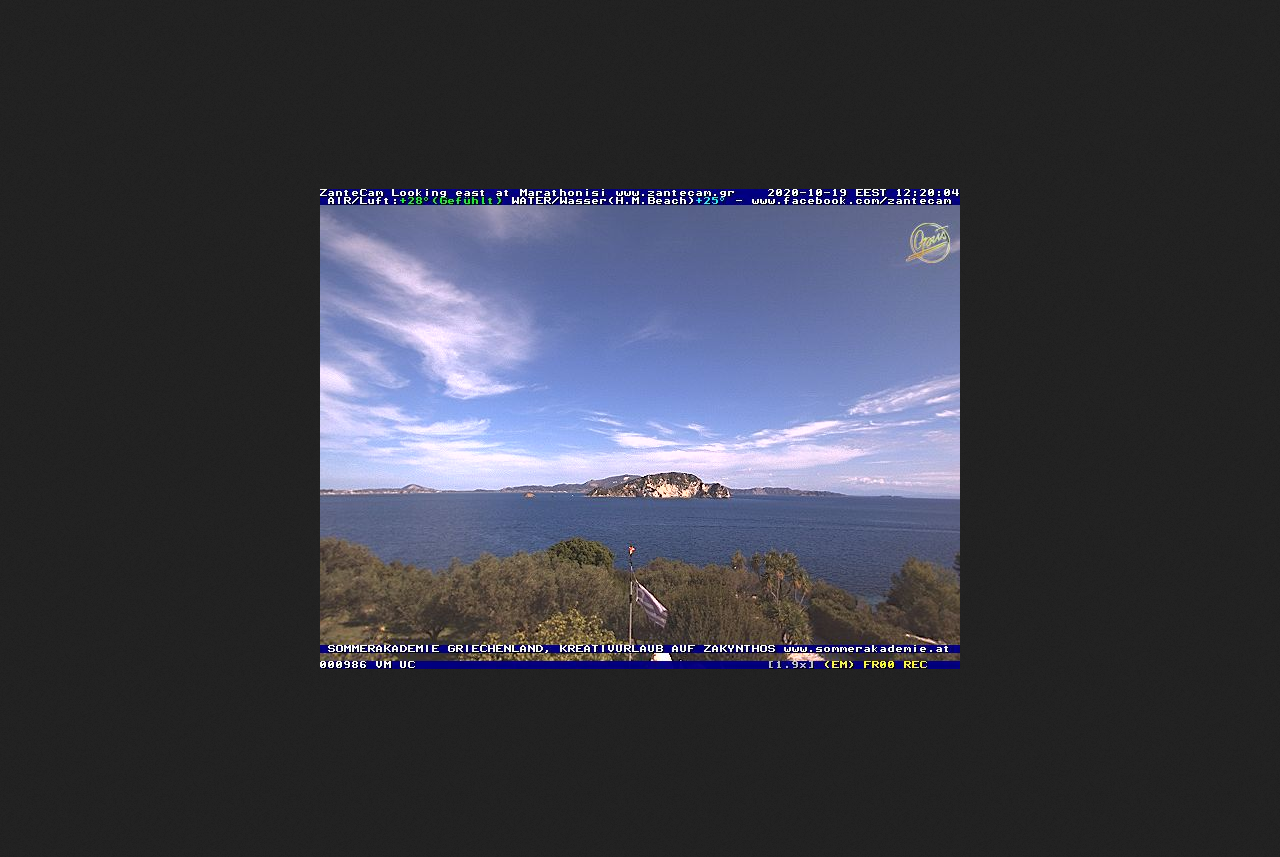 ZanteCam Looking east at Marathonisi www.zantecam.gr 2020-10-19 EEST 12:20:04
AIR/Luft:+28°(Gefühlt) WATER/Wasser(H.M.Beach)+25° - www.facebook.com/zantecam
Opus
SOMMERAKADEMIE GRIECHENLAND, KREATIVURLAUB AUF ZAKYNTHOS www.sommerakademie.at
000986 VM UC [1.9x] (EM) FR00 REC